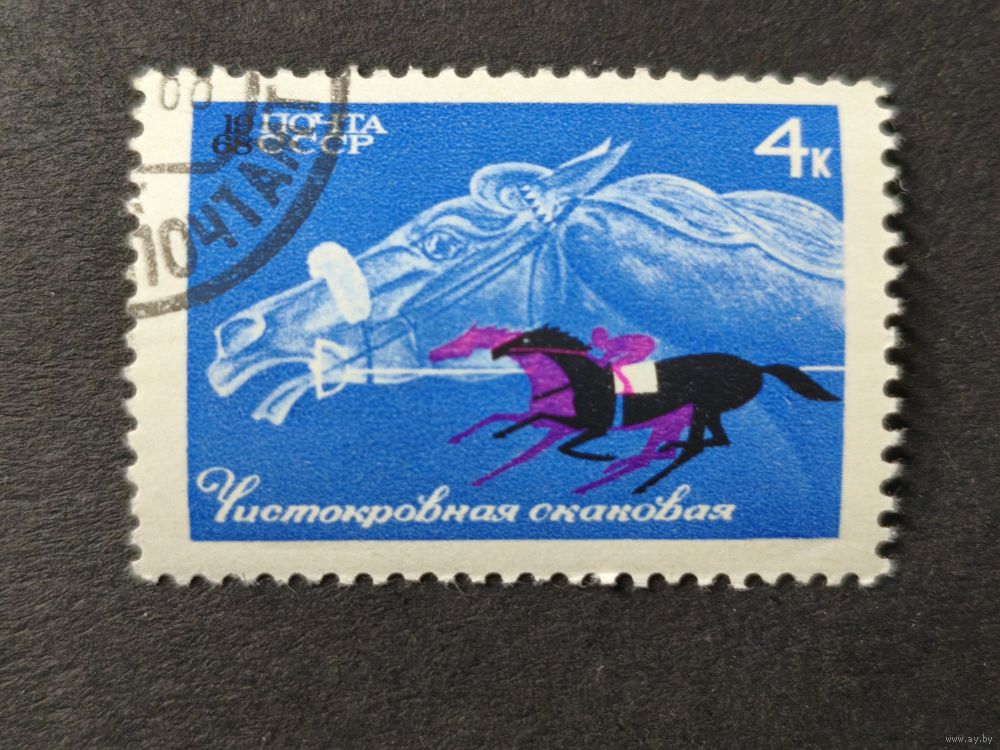 19 ПОЧТА
68 СССР
4к
Чистокровная скаковая
www.ay.by